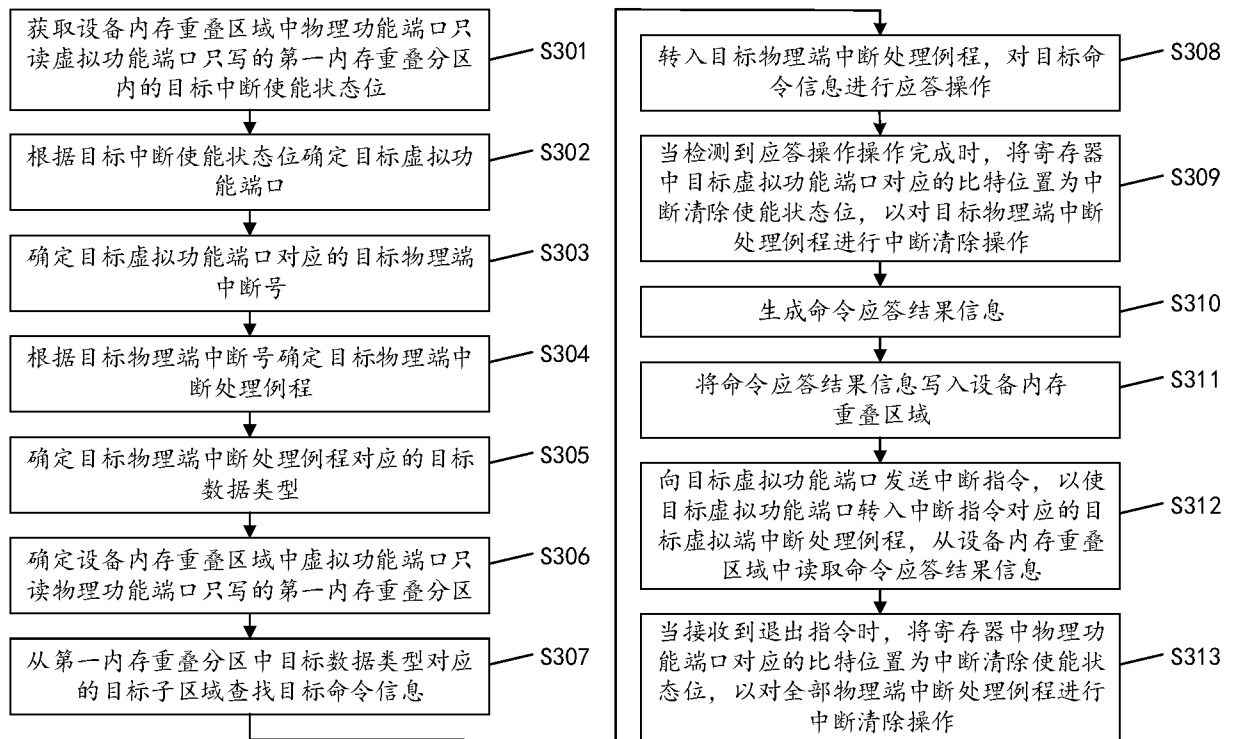 获取设备内存重叠区域中物理功能端口只
读虚拟功能端口只写的第一内存重叠分区
内的目标中断使能状态位
S301
根据目标中断使能状态位确定目标虚拟功
能端口
S302
确定目标虚拟功能端口对应的目标物理端
中断号
S303
根据目标物理端中断号确定目标物理端中
断处理例程
S304
确定目标物理端中断处理例程对应的目标
数据类型
S305
确定设备内存重叠区域中虚拟功能端口只
读物理功能端口只写的第一内存重叠分区
S306
从第一内存重叠分区中目标数据类型对应
的目标子区域查找目标命令信息
S307
转入目标物理端中断处理例程，对目标命
令信息进行应答操作
S308
当检测到应答操作操作完成时，将寄存器
中目标虚拟功能端口对应的比特位置为中
断清除使能状态位，以对目标物理端中断
处理例程进行中断清除操作
S309
生成命令应答结果信息
S310
将命令应答结果信息写入设备内存
重叠区域
S311
向目标虚拟功能端口发送中断指令，以使
目标虚拟功能端口转入中断指令对应的目
标虚拟端中断处理例程，从设备内存重叠
区域中读取命令应答结果信息
S312
当接收到退出指令时，将寄存器中物理功
能端口对应的比特位置为中断清除使能状
态位，以对全部物理端中断处理例程进行
中断清除操作
S313